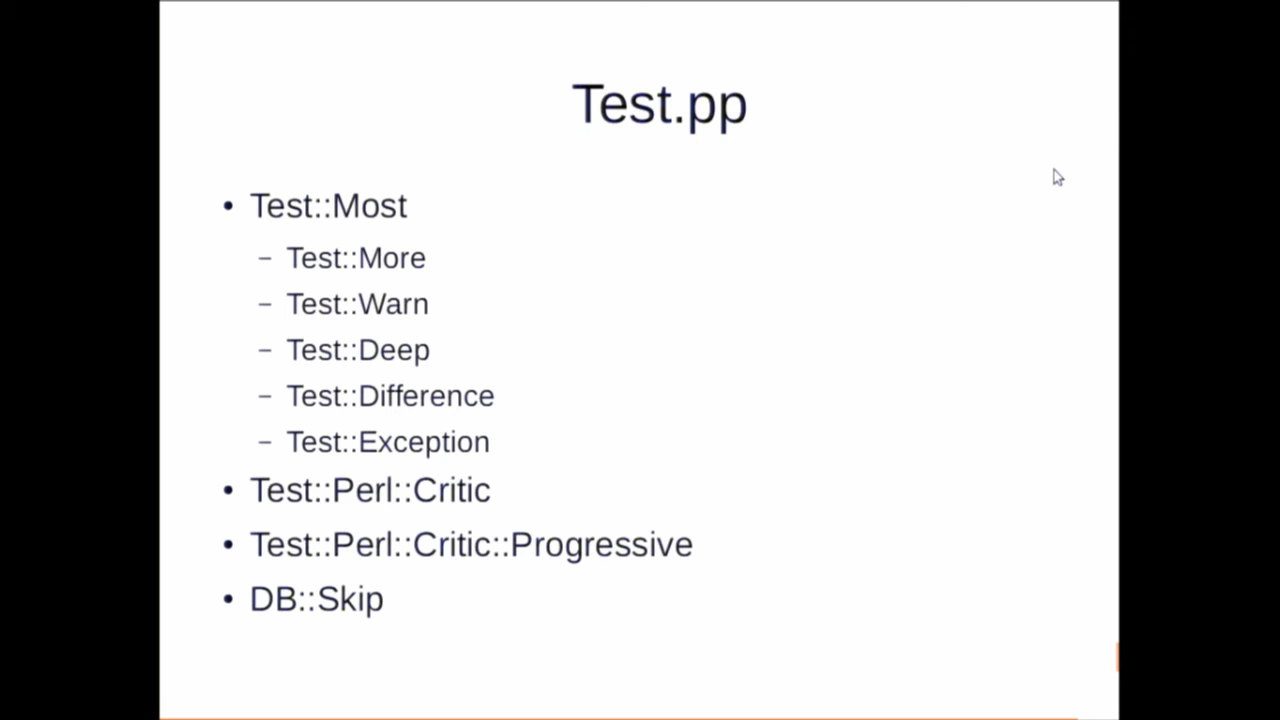 Test.pp
• Test::Most
– Test::More
– Test::Warn
– Test::Deep
– Test::Difference
– Test::Exception
• Test::Perl::Critic
• Test::Perl::Critic::Progressive
• DB::Skip